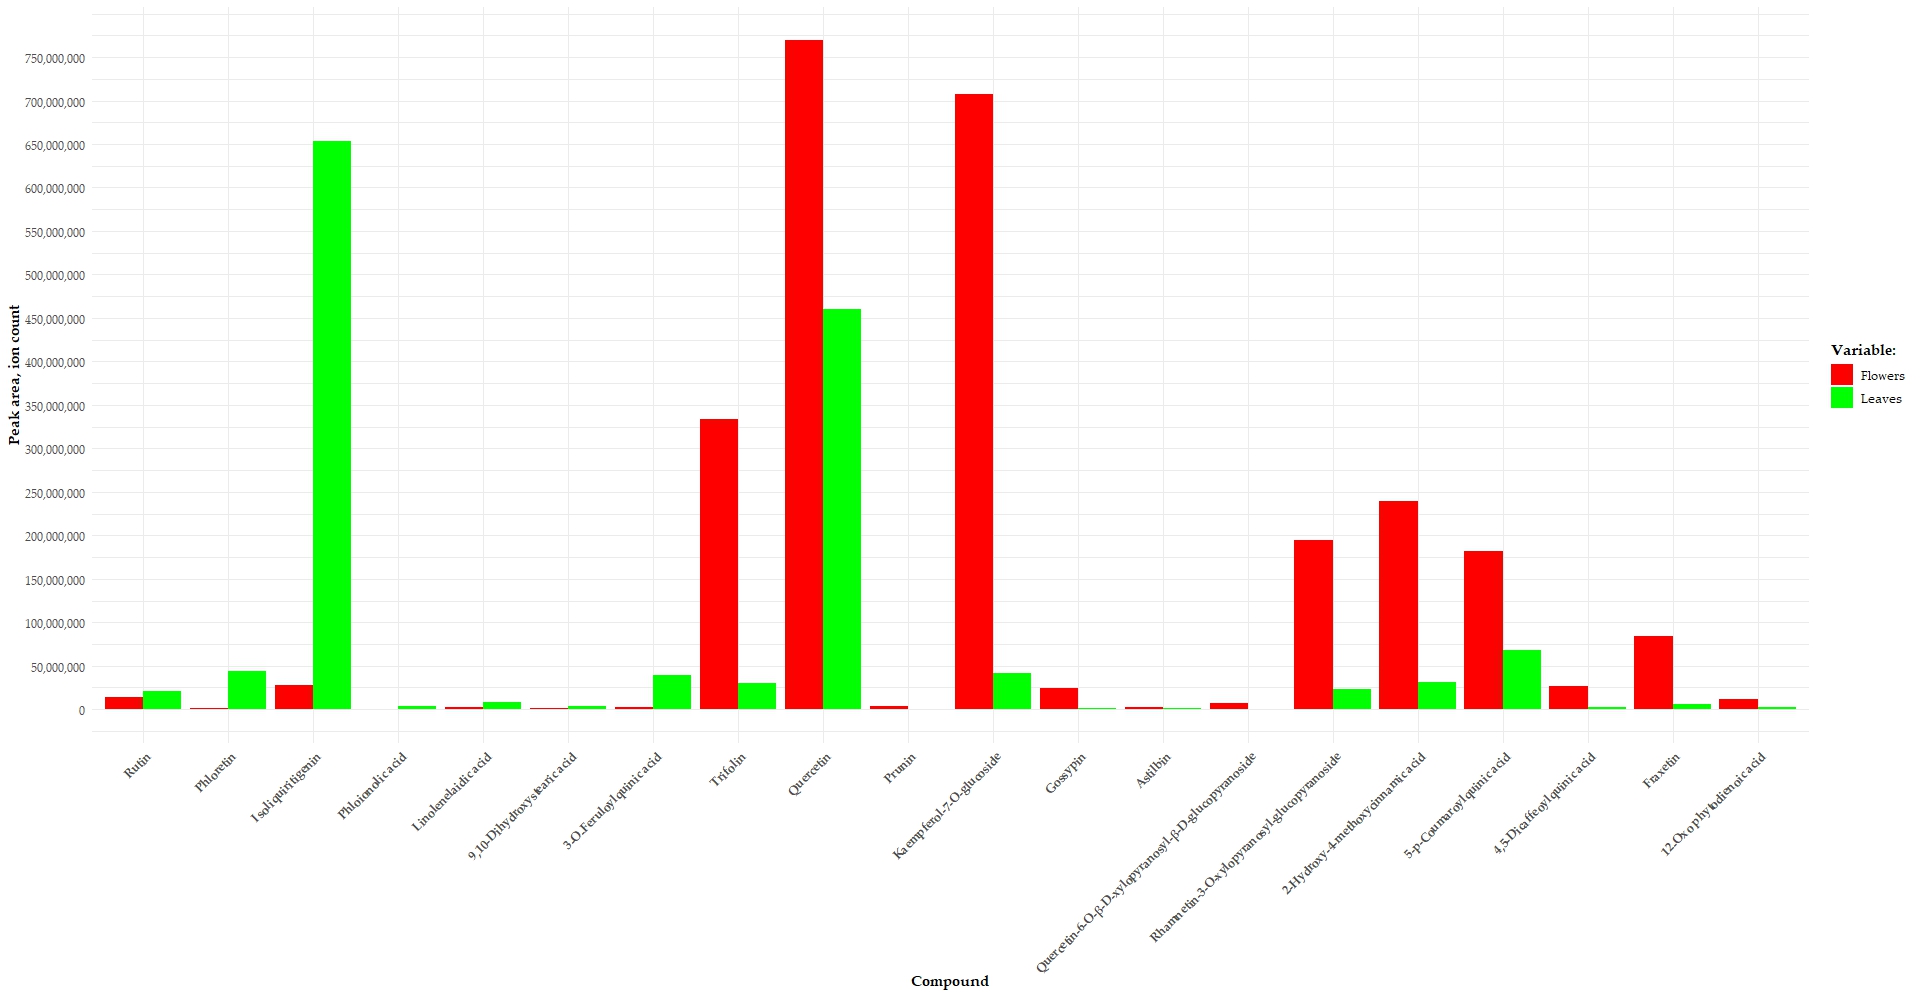 750,000,000
700,000,000
650,000,000
600,000,000
550,000,000
500,000,000
450,000,000
400,000,000
350,000,000
300,000,000
250,000,000
200,000,000
150,000,000
100,000,000
50,000,000
0
Peak area, ion count
Rutin
Phloretin
Isoliquiritigenin
Phloionolic acid
Linolenelaidic acid
9,10-Dihydroxystearic acid
3-O-Feruloylquinic acid
Trifolin
Quercetin
Prunin
Kaempferol-7-O-glucoside
Gossypin
Astilbin
Quercetin-6-O-β-D-xylopyranosyl-β-D-glucopyranoside
Rhamnetin-3-O-xylopyranosyl-glucopyranoside
2-Hydroxy-4-methoxycinnamic acid
5-p-Coumaroylquinic acid
4,5-Dicaffeoylquinic acid
Fraxetin
12-Oxo phytodienoic acid
Compound
Variable:
Flowers
Leaves